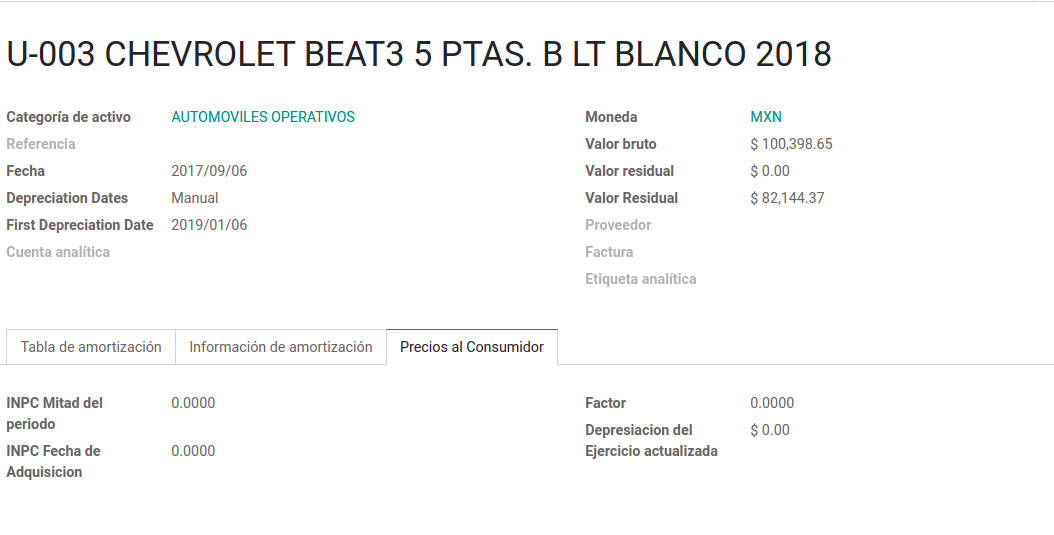 U-003 CHEVROLET BEAT3 5 PTAS. B LT BLANCO 2018
Categoría de activo AUTOMOVILES OPERATIVOS
Referencia
Fecha 2017/09/06
Depreciation Dates Manual
First Depreciation Date 2019/01/06
Cuenta analítica
Moneda MXN
Valor bruto $ 100,398.65
Valor residual $ 0.00
Valor Residual $ 82,144.37
Proveedor
Factura
Etiqueta analítica
Tabla de amortización Información de amortización Precios al Consumidor
INPC Mitad del 0.0000
periodo
INPC Fecha de 0.0000
Adquisicion
Factor 0.0000
Depresiacion del $ 0.00
Ejercicio actualizada